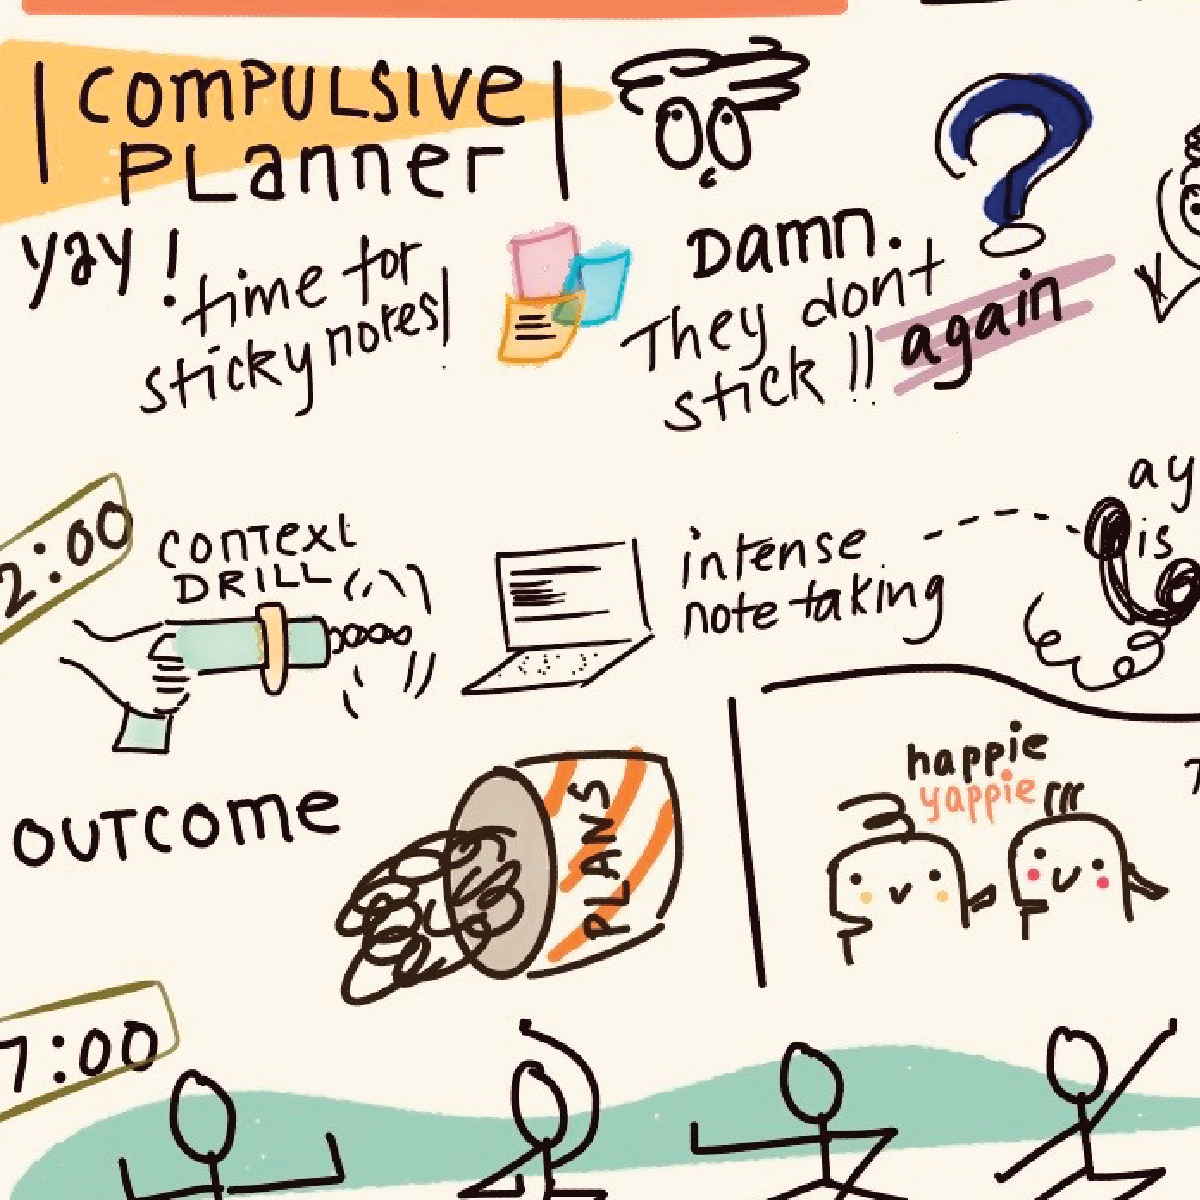 COMPULSIVE
PLanner
yay!
time for
sticky notes!
Damn.
They dont
stick!! again
?
2:00
CONTEXT
DRILL
intense
note taking
ay
is
OUTCOME
PLANS
happie
yappie
7:00